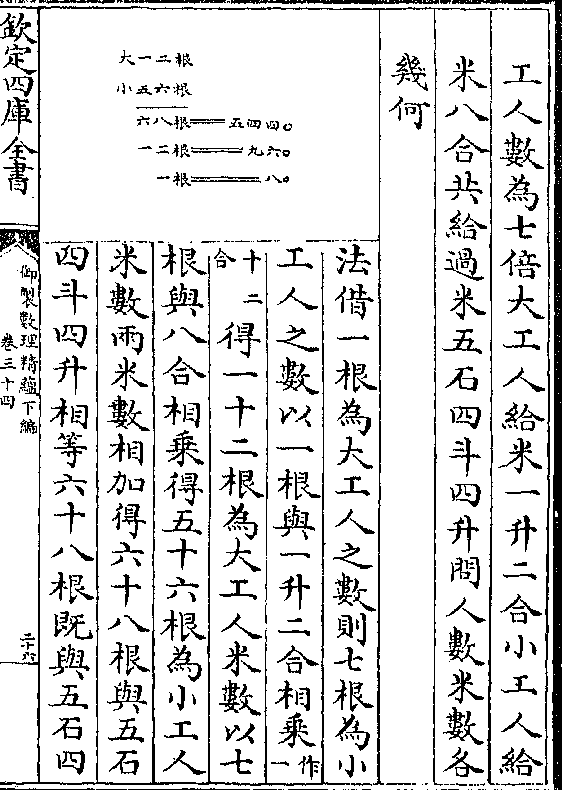 工人數為七倍大工人給米一升二合小工人給
米八合共給過米五石四斗四升問人數米數各
幾何
大一二根
小五六根
六八根══五四四〇
一二根══九六〇
一根══八〇
法借一根為大工人之數則七根為小
工人之數以一根與一升二合相乘作一
十二合得一十二根為大工人米數以七
根與八合相乘得五十六根為小工人
米數兩米數相加得六十八根與五石
四斗四升相等六十八根既與五石四
欽定四庫全書
御製數理精蘊下編
卷三十四
二十六